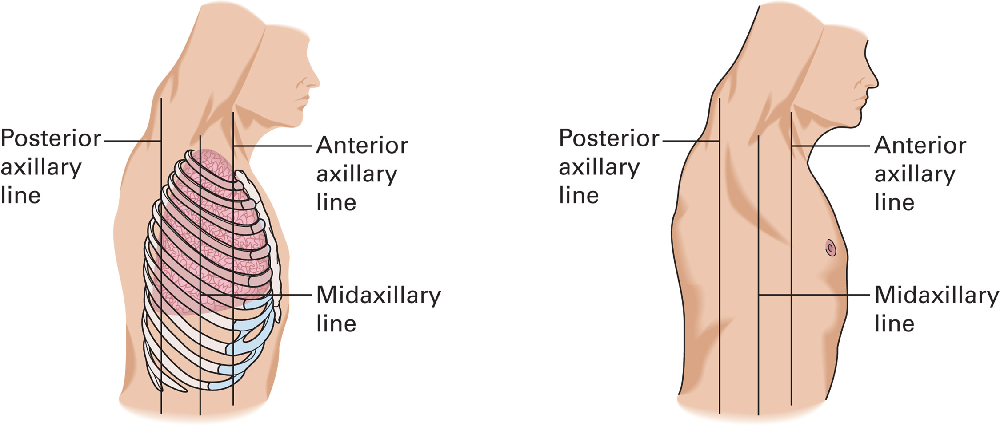 Posterior
axillary
line
Anterior
axillary
line
Midaxillary
line
Posterior
axillary
line
Anterior
axillary
line
Midaxillary
line